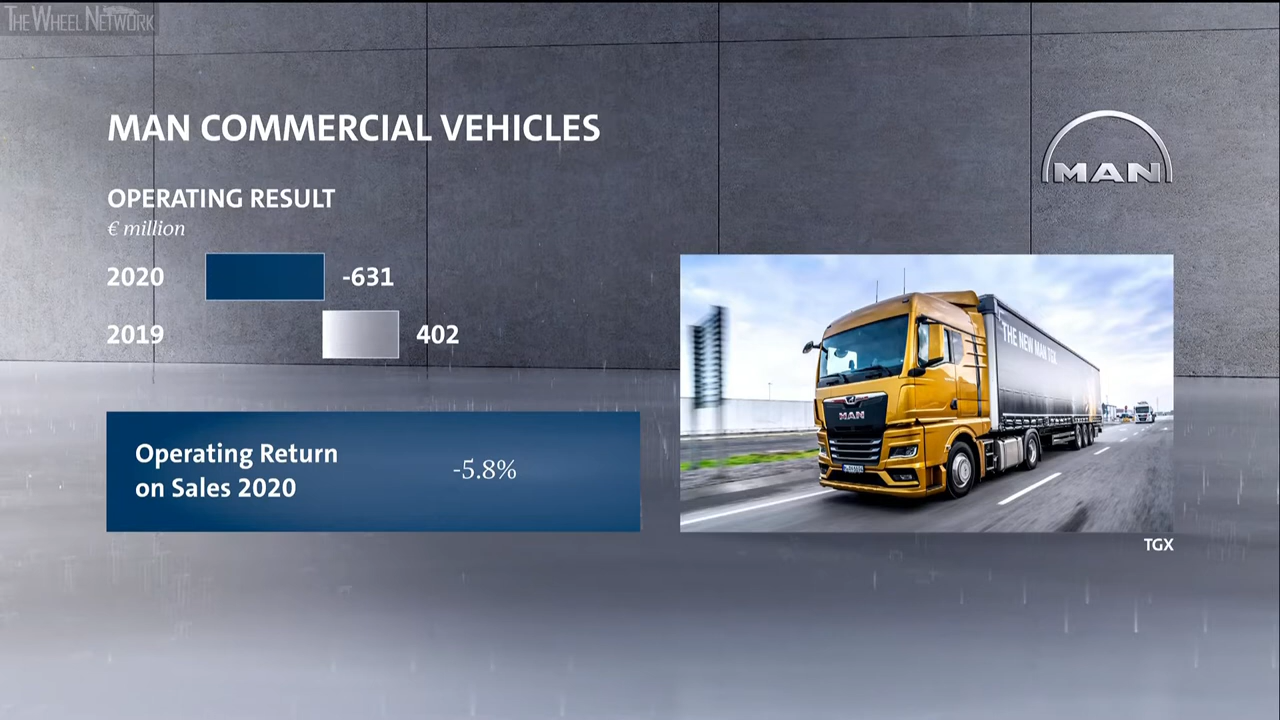 THE WHEEL NETWORK
MAN COMMERCIAL VEHICLES
MAN
OPERATING RESULT
€ million
2020
-631
2019
402
THE NEW MAN TGX
MAN
Operating Return
on Sales 2020
-5.8%
TGX